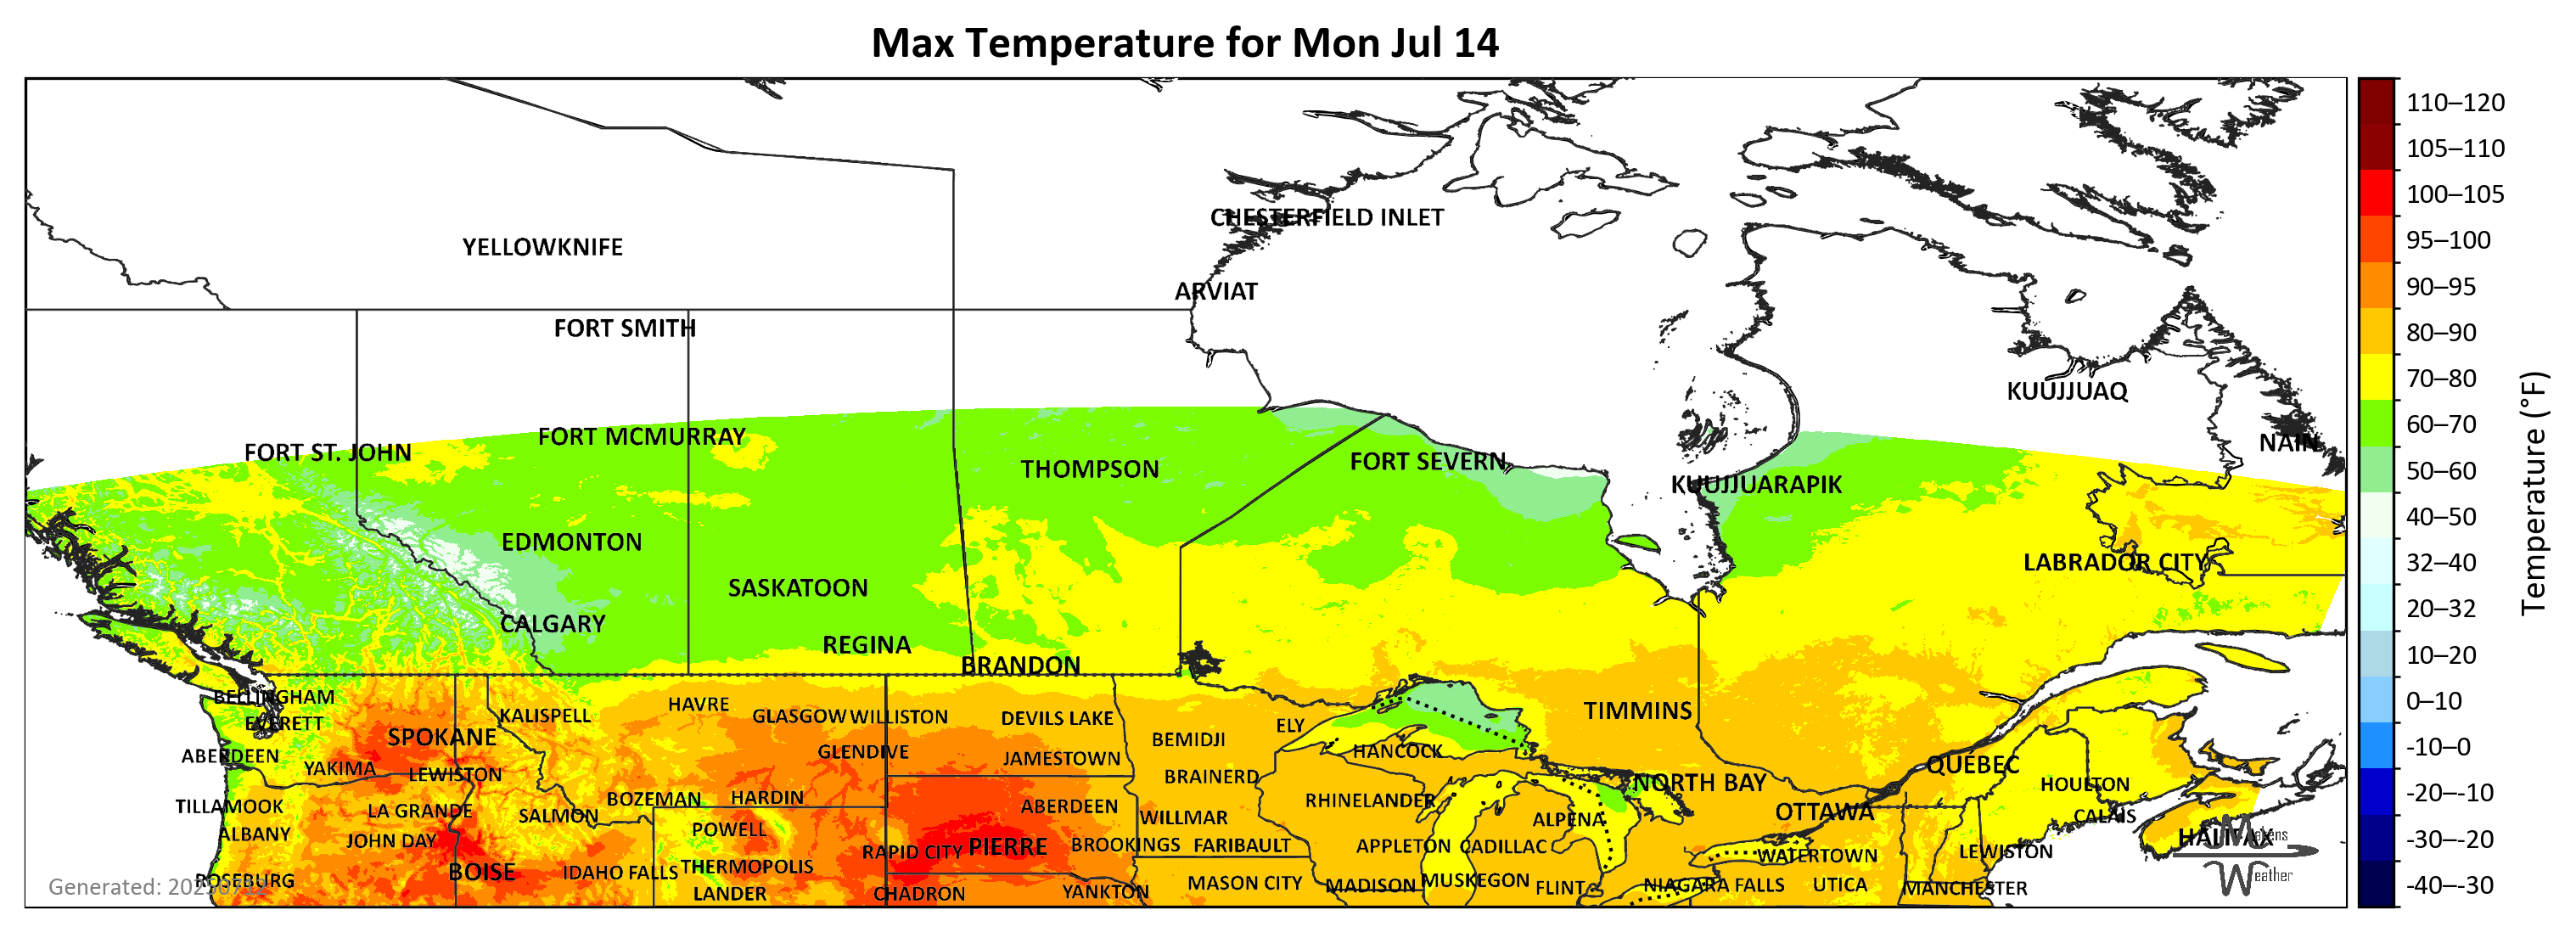 Max Temperature for Mon Jul 14
110–120
105–110
CHESTERFIELD INLET
100–105
YELLOWKNIFE
95–100
ARVIAT
90–95
FORT SMITH
80–90
KUUJJUAQ
70–80
FORT ST. JOHN
FORT MCMURRAY
60–70
NAIN
THOMPSON
FORT SEVERN
50–60
KUUJJUARAPIK
Temperature (°F)
40–50
EDMONTON
LABRADOR CITY
32–40
SASKATOON
20–32
CALGARY
REGINA
BRANDON
10–20
BELLINGHAM
HAVRE
0–10
EVERETT
KALISPELL
GLASGOW
WILLISTON
DEVILS LAKE
ELY
TIMMINS
SPOKANE
BEMIDJI
-10–0
ABERDEEN
GLENDIVE
JAMESTOWN
HANCOCK
QUÉBEC
YAKIMA
LEWISTON
BRAINERD
NORTH BAY
HOULTON
-20–-10
TILLAMOOK
LA GRANDE
BOZEMAN
HARDIN
ABERDEEN
RHINELANDER
OTTAWA
CALAIS
SALMON
WILLMAR
ALPENA
ALBANY
JOHN DAY
POWELL
HALIFAX
Makens
Weather
-30–-20
RAPID CITY
PIERRE
BROOKINGS
FARIBAULT
APPLETON
CADILLAC
WATERTOWN
LEWISTON
BOISE
IDAHO FALLS
THERMOPOLIS
ROSEBURG
MASON CITY
MADISON
MUSKEGON
FLINT
NIAGARA FALLS
UTICA
MANCHESTER
-40–-30
Generated:
LANDER
CHADRON
YANKTON